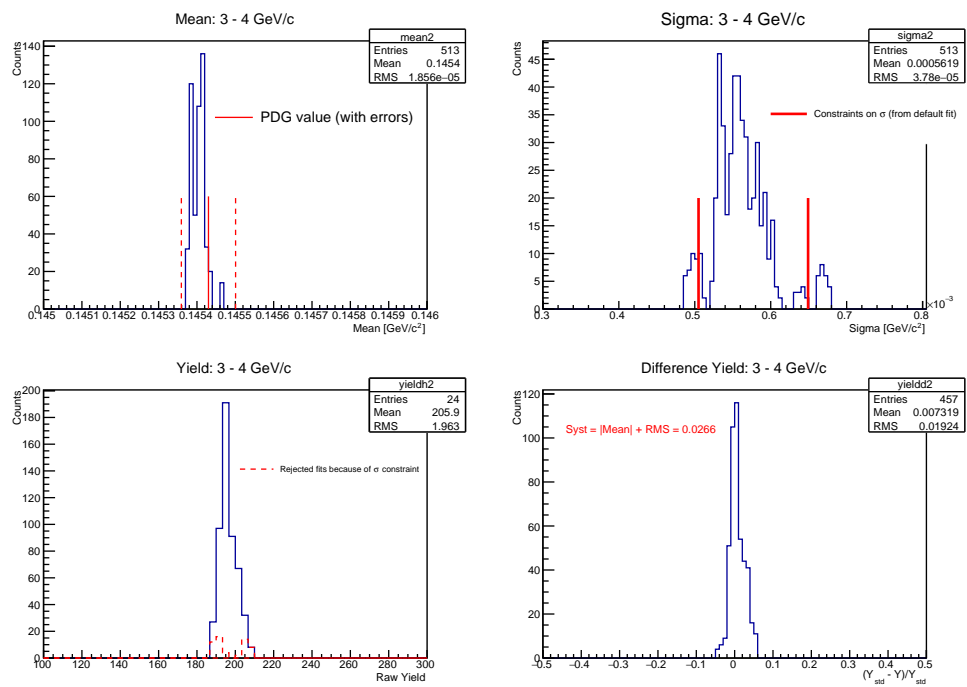 Mean: 3 - 4 GeV/c
Counts
mean2
Entries 513
Mean 0.1454
RMS 1.856e-05
PDG value (with errors)
140
120
100
80
60
40
20
0
0.145 0.1451 0.1452 0.1453 0.1454 0.1455 0.1456 0.1457 0.1458 0.1459 0.146
Mean [GeV/c²]
Sigma: 3 - 4 GeV/c
Counts
sigma2
Entries 513
Mean 0.0005619
RMS 3.78e-05
Constraints on σ (from default fit)
45
40
35
30
25
20
15
10
5
0
0.3 0.4 0.5 0.6 0.7 0.8
×10⁻³
Sigma [GeV/c²]
Yield: 3 - 4 GeV/c
Counts
yieldh2
Entries 24
Mean 205.9
RMS 1.963
Rejected fits because of σ constraint
200
180
160
140
120
100
80
60
40
20
0
100 120 140 160 180 200 220 240 260 280 300
Raw Yield
Difference Yield: 3 - 4 GeV/c
Counts
yieldd2
Entries 457
Mean 0.007319
RMS 0.01924
Syst = |Mean| + RMS = 0.0266
120
100
80
60
40
20
0
−0.5 −0.4 −0.3 −0.2 −0.1 0 0.1 0.2 0.3 0.4 0.5
(Y_std - Y)/Y_std